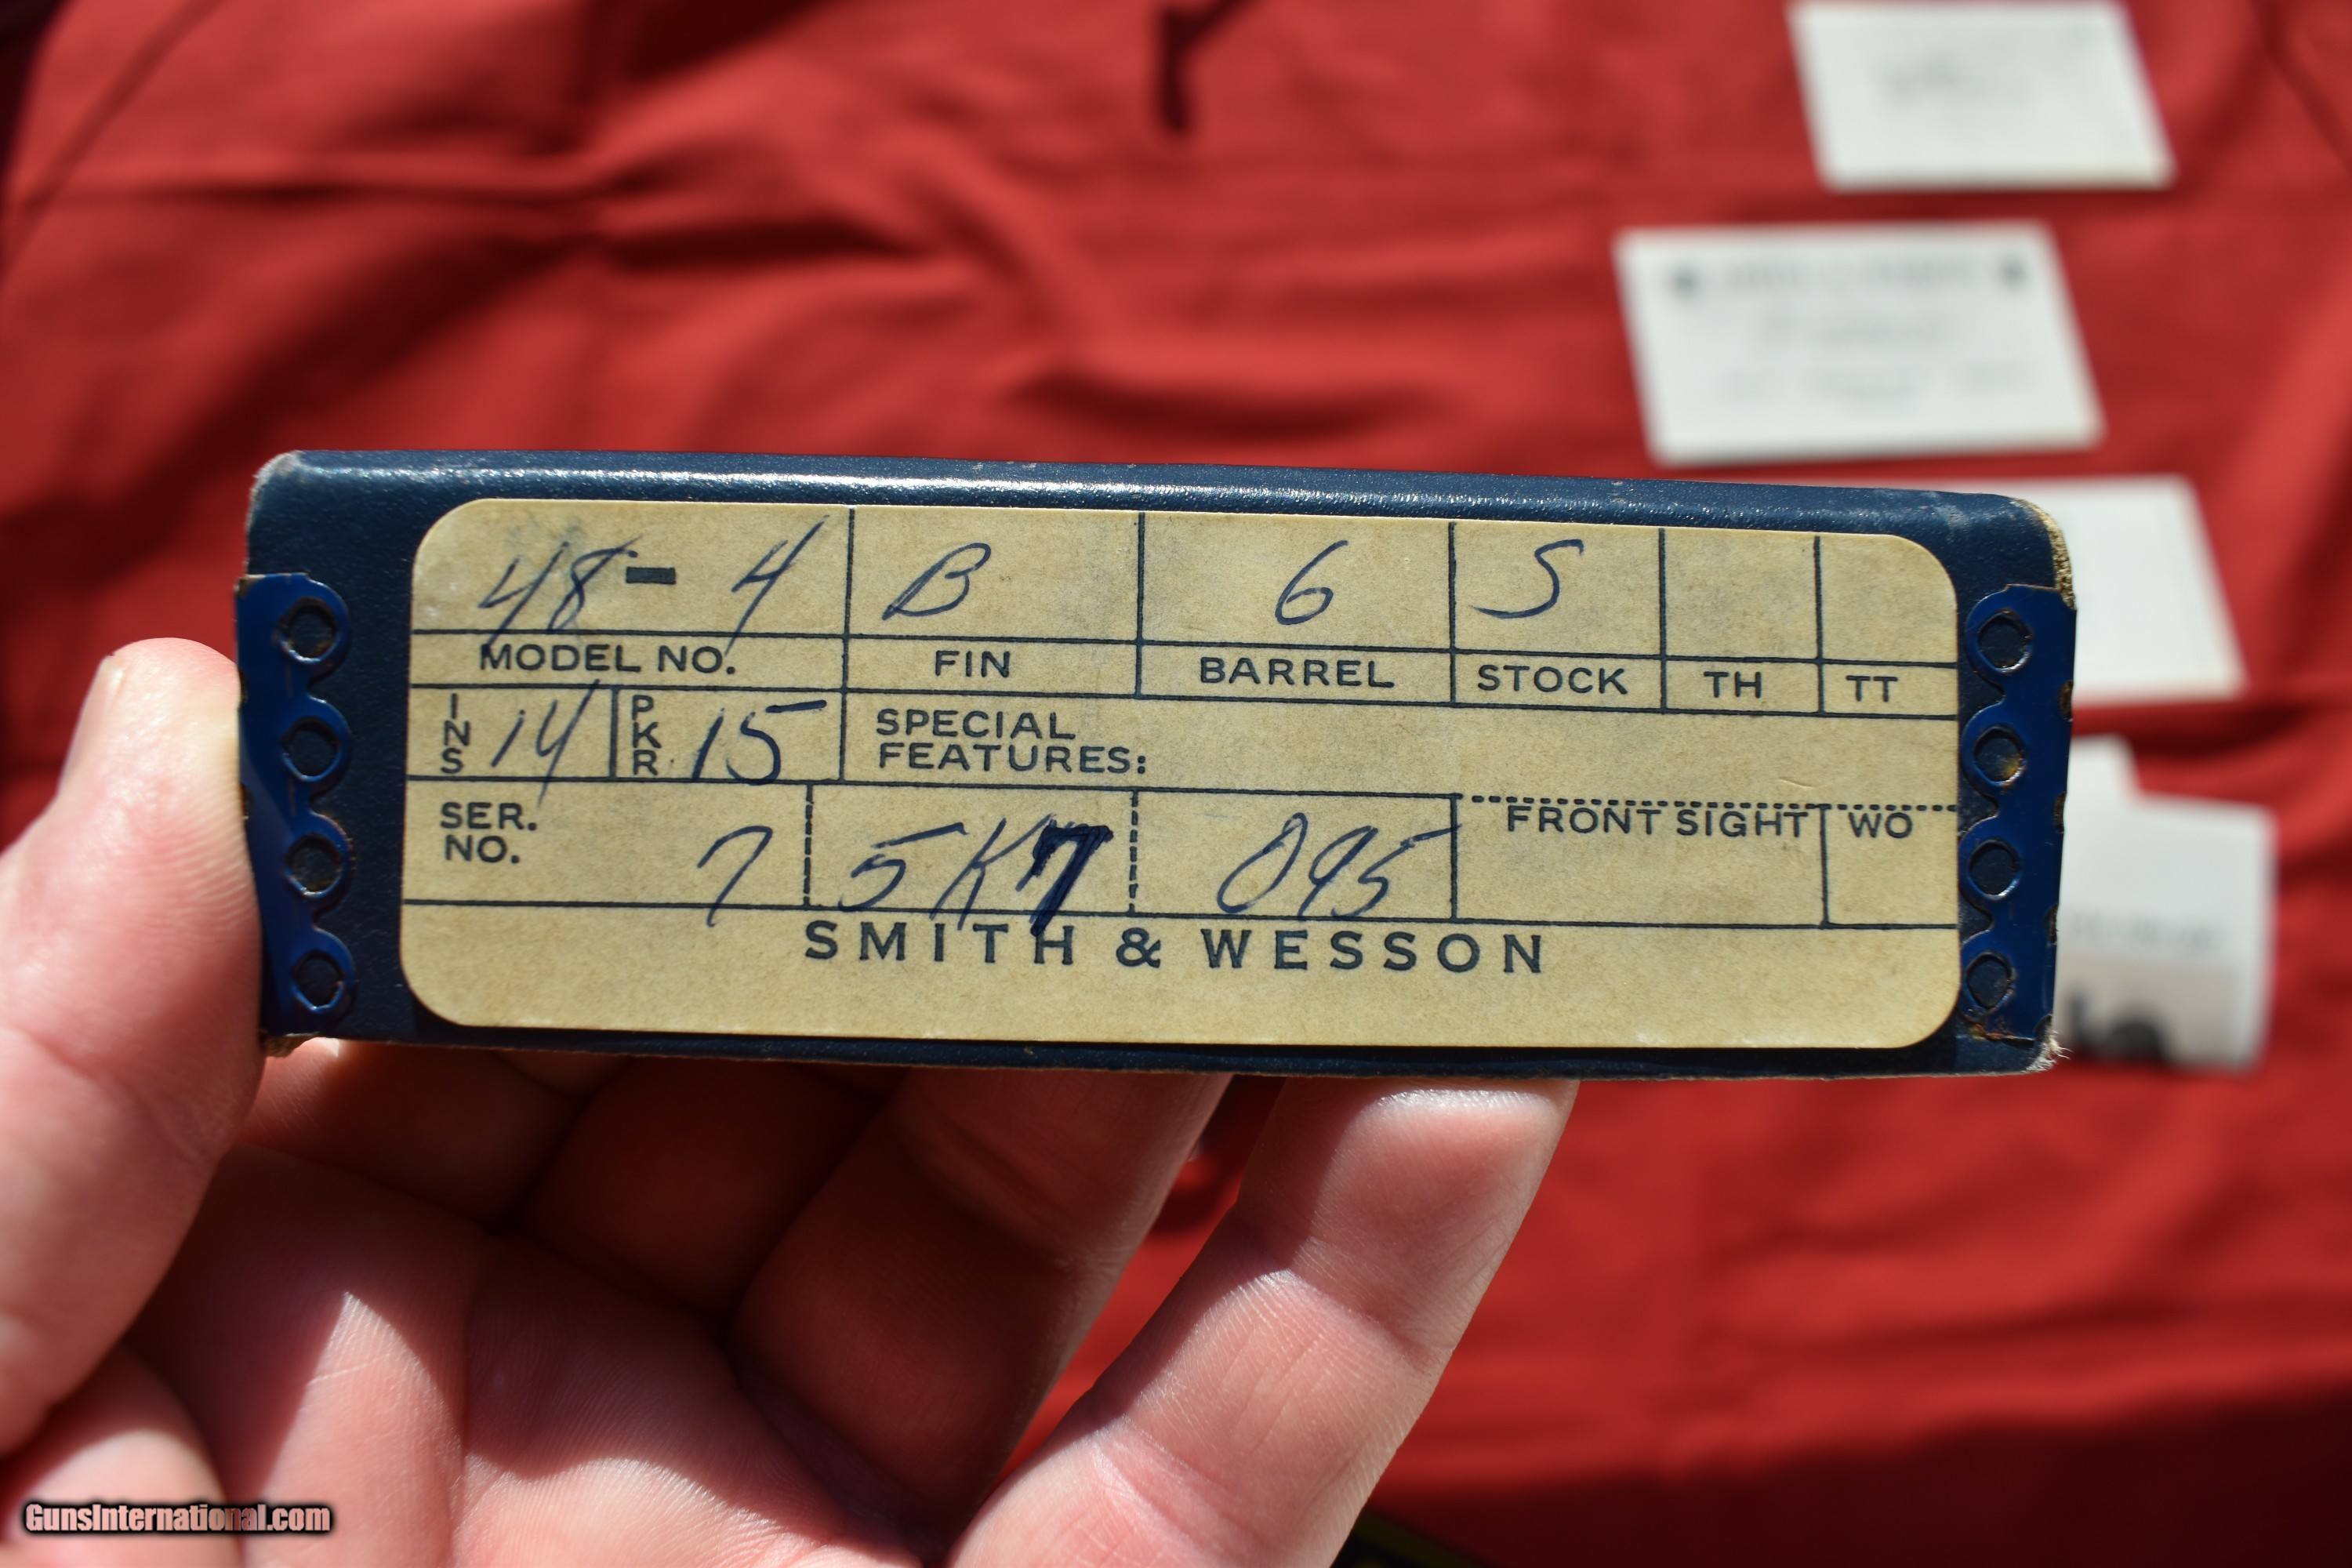 48-4 B 6 S
MODEL NO. FIN BARREL STOCK TH TT
INS 14 PKR 15 SPECIAL
FEATURES:
SER.
NO. 7 5K7 095 FRONT SIGHT WO
SMITH & WESSON
GunsInternational.com